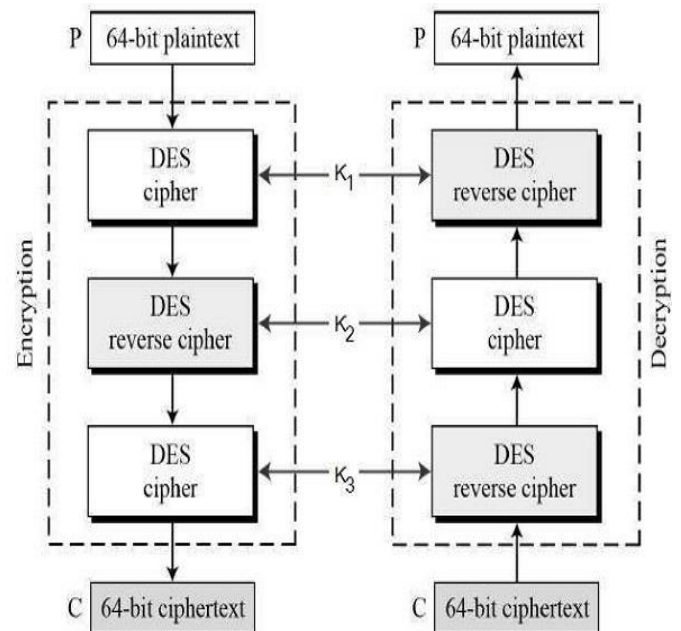 P 64-bit plaintext
P 64-bit plaintext
Encryption
DES
cipher
K1
DES
reverse cipher
DES
reverse cipher
K2
DES
cipher
DES
cipher
K3
DES
reverse cipher
Decryption
C 64-bit ciphertext
C 64-bit ciphertext